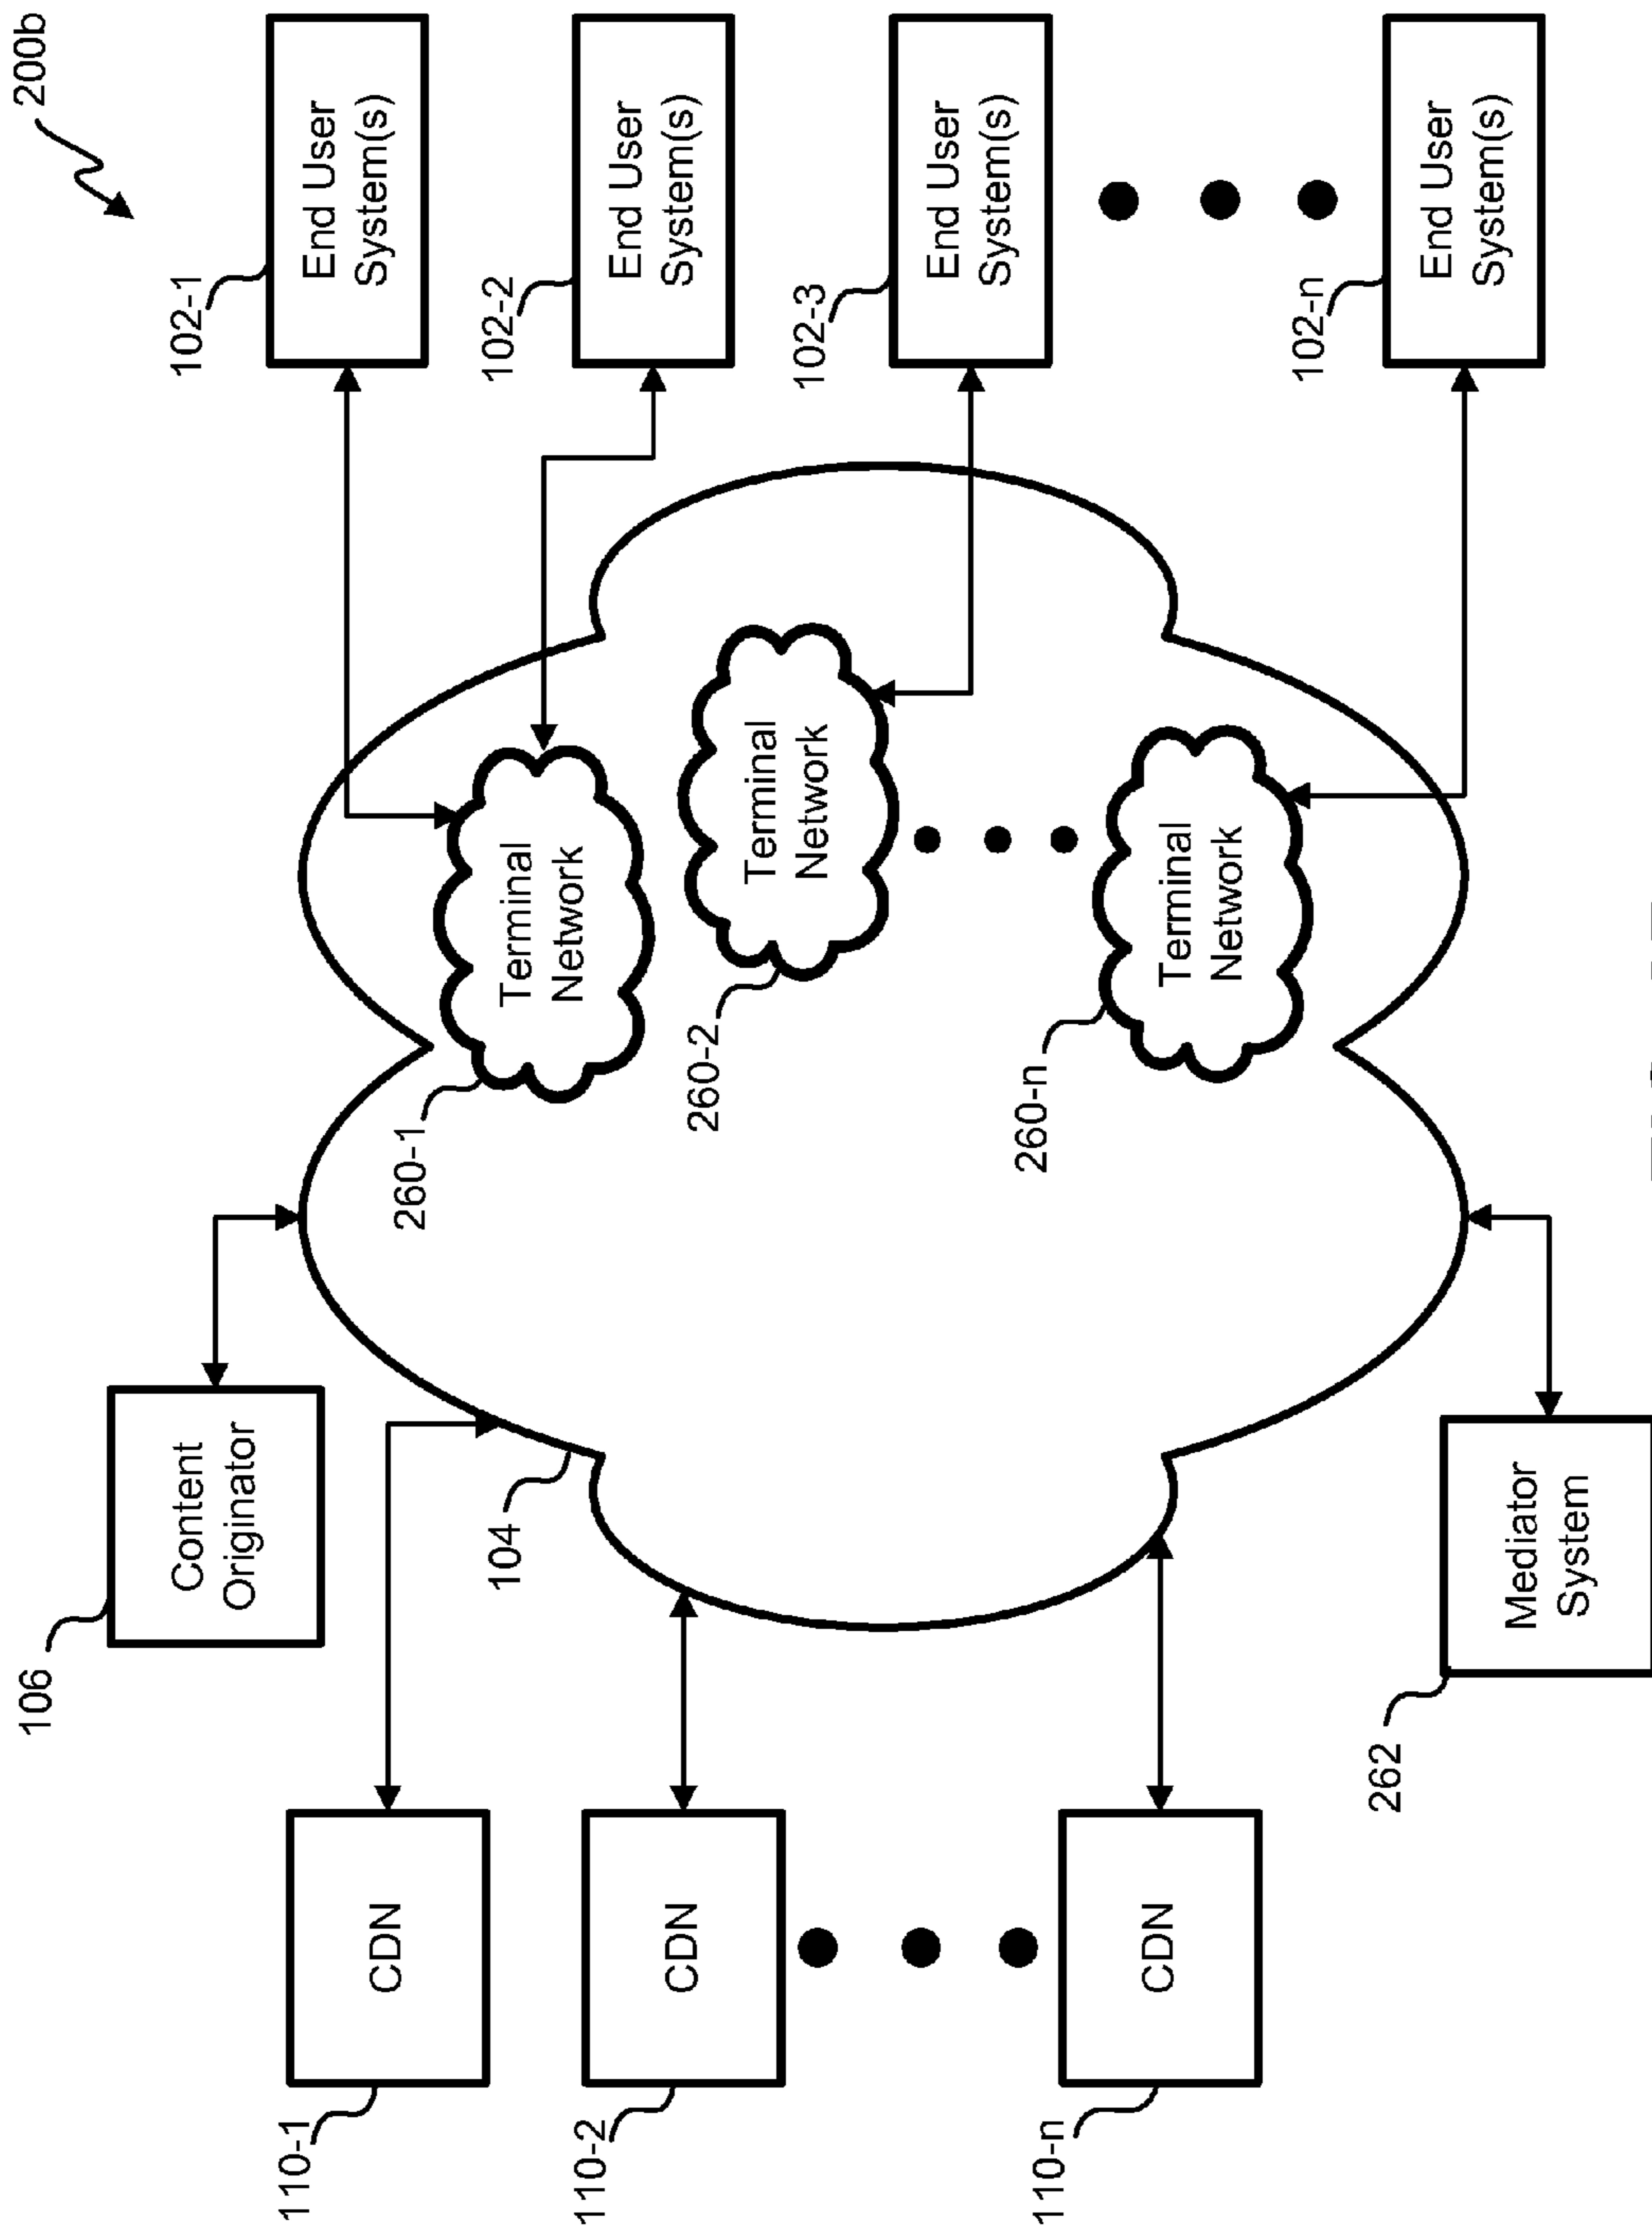 200b
106
Content
Originator
102-1
End User
System(s)
110-1
CDN
104
260-1
Terminal
Network
102-2
End User
System(s)
110-2
CDN
260-2
Terminal
Network
102-3
End User
System(s)
110-n
CDN
260-n
Terminal
Network
102-n
End User
System(s)
262
Mediator
System